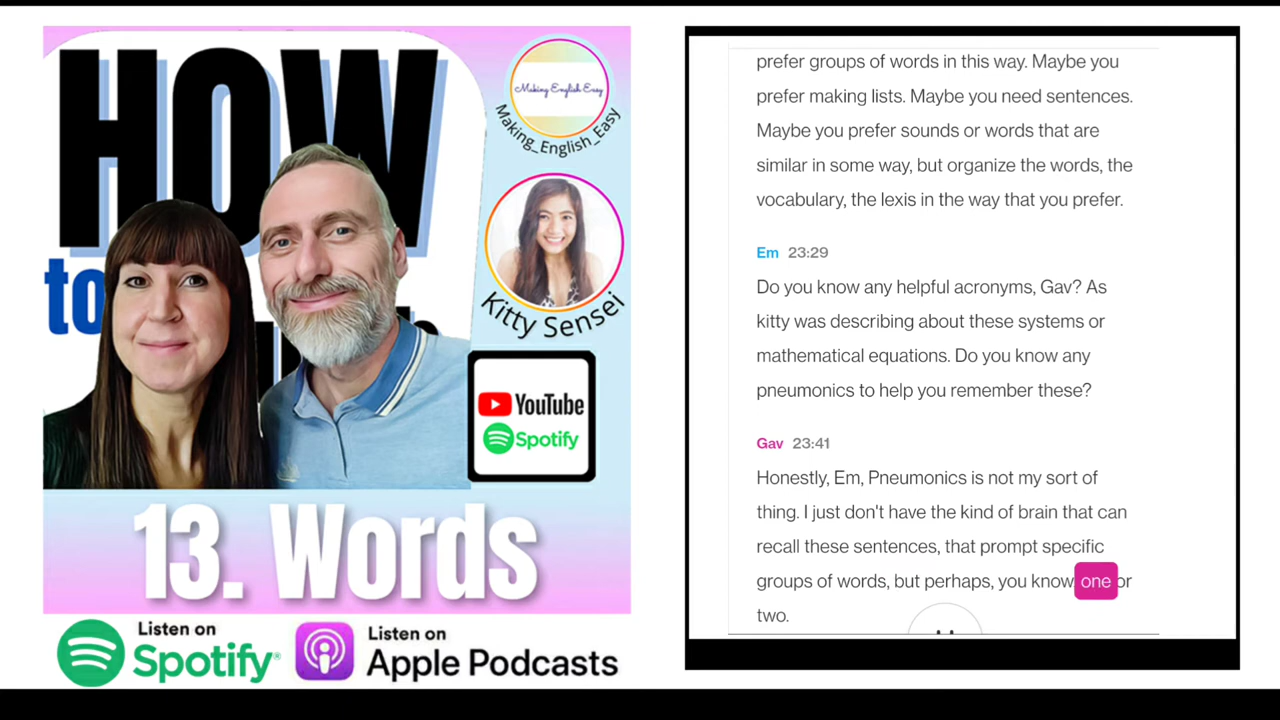 HOW
to
Making English Easy
Making_English_Easy
Kitty Sensei
YouTube
Spotify
13. Words
Listen on
Spotify
Listen on
Apple Podcasts
prefer groups of words in this way. Maybe you
prefer making lists. Maybe you need sentences.
Maybe you prefer sounds or words that are
similar in some way, but organize the words, the
vocabulary, the lexis in the way that you prefer.
Em 23:29
Do you know any helpful acronyms, Gav? As
kitty was describing about these systems or
mathematical equations. Do you know any
pneumonics to help you remember these?
Gav 23:41
Honestly, Em, Pneumonics is not my sort of
thing. I just don't have the kind of brain that can
recall these sentences, that prompt specific
groups of words, but perhaps, you know one or
two.